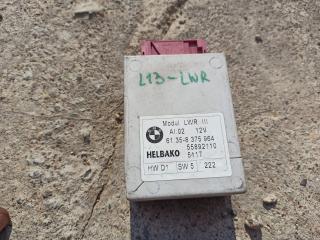 L13-LWR
Modul LWR III
AI.02 12V
61.35-8 375 964
HELBAKO 55892110
5117
HW D1 SW 5 222